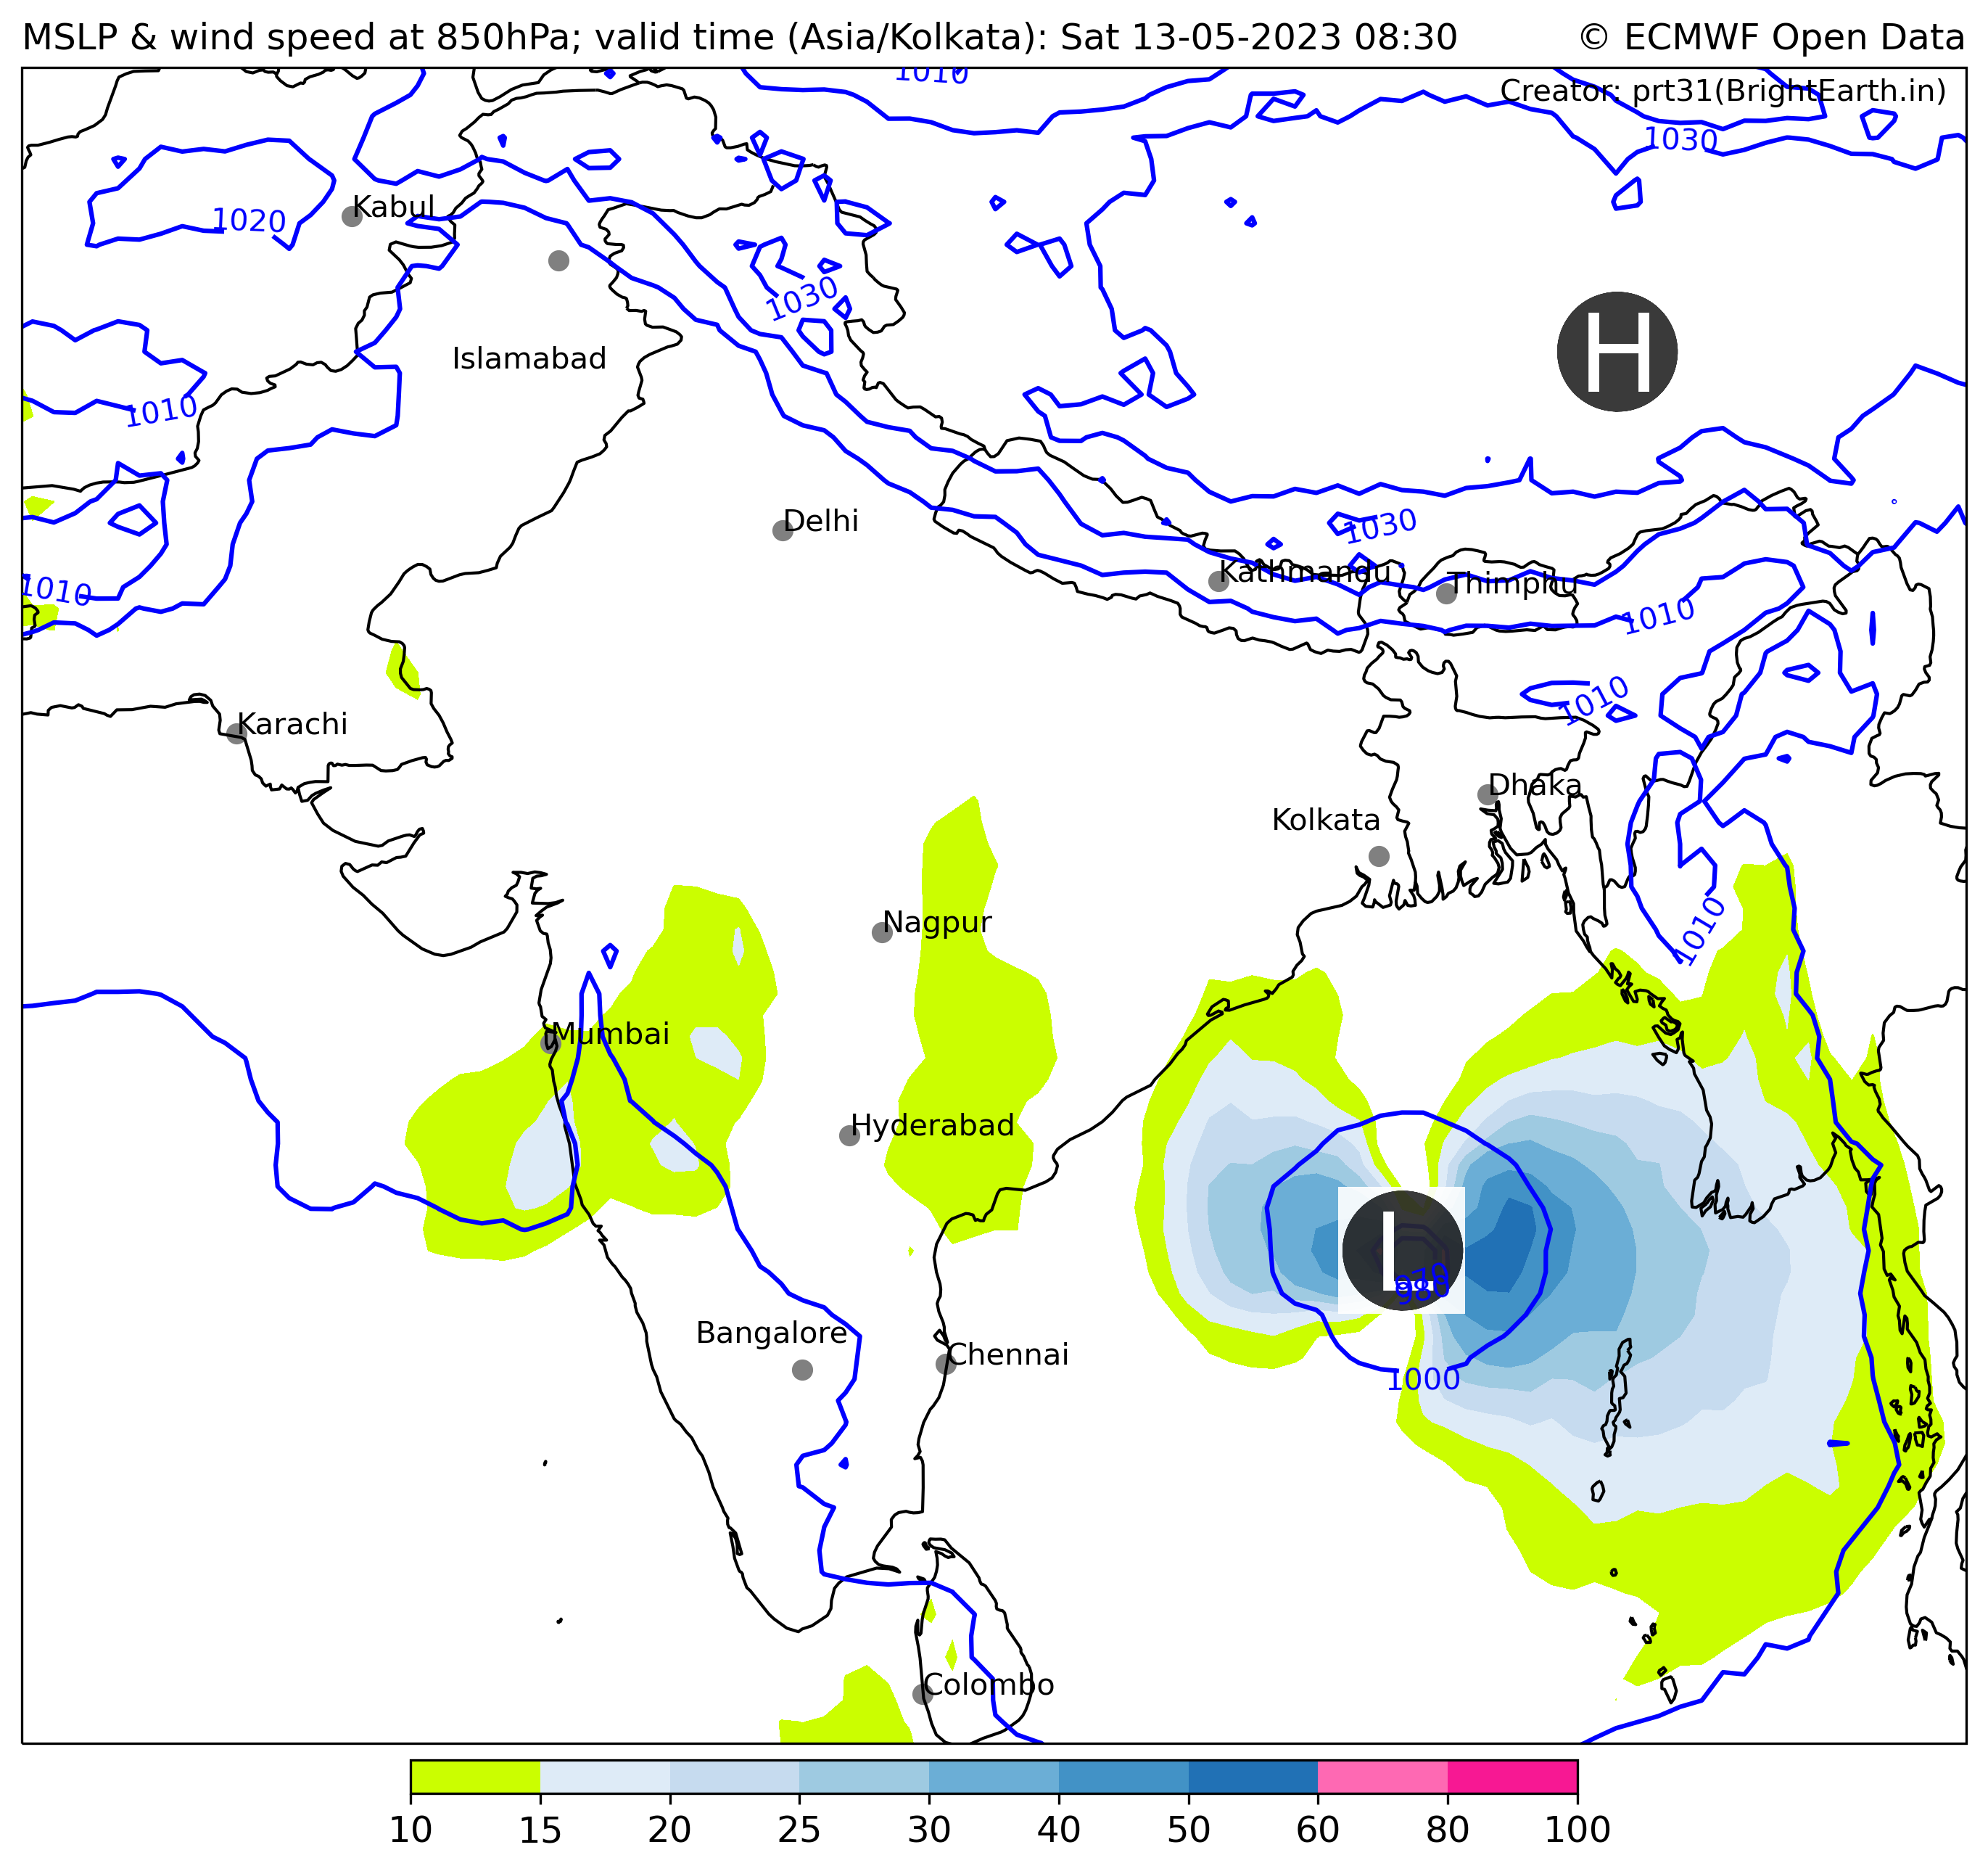 MSLP & wind speed at 850hPa; valid time (Asia/Kolkata): Sat 13-05-2023 08:30
© ECMWF Open Data
1010
Creator: prt31(BrightEarth.in)
1030
Kabul
1020
1030
H
Islamabad
1010
Delhi
1030
Kathmandu
Thimphu
1010
1010
1010
Karachi
Dhaka
Kolkata
Nagpur
1010
Mumbai
Hyderabad
L
970
980
Bangalore
Chennai
1000
Colombo
10 15 20 25 30 40 50 60 80 100